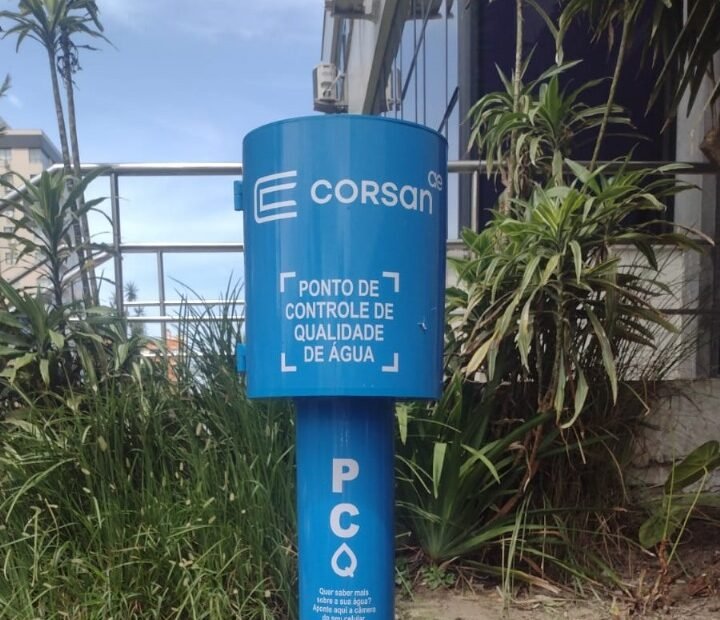 CORSAN ae
PONTO DE
CONTROLE DE
QUALIDADE
DE ÁGUA
P
C
Q
Quer saber mais
sobre a sua água?
Aponte aqui a câmera
do seu celular